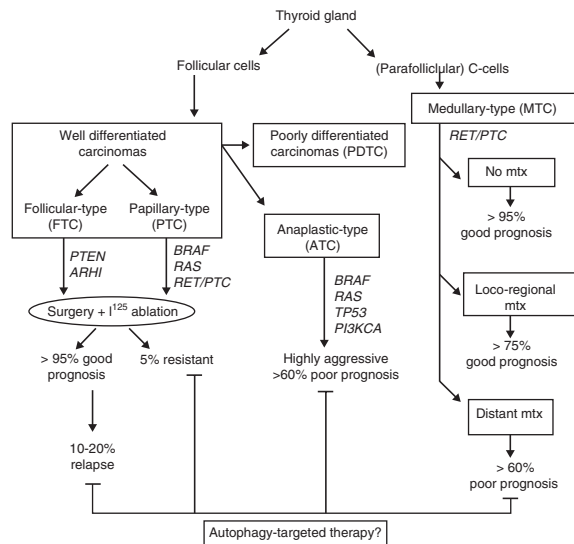 Thyroid gland
Follicular cells
(Parafolliclular) C-cells
Well differentiated
carcinomas
Follicular-type
(FTC)
Papillary-type
(PTC)
Poorly differentiated
carcinomas (PDTC)
Medullary-type (MTC)
RET/PTC
No mtx
> 95%
good prognosis
Anaplastic-type
(ATC)
PTEN
ARHI
BRAF
RAS
RET/PTC
BRAF
RAS
TP53
PI3KCA
Surgery + I125 ablation
Loco-regional
mtx
> 75%
good prognosis
> 95% good
prognosis
5% resistant
Highly aggressive
>60% poor prognosis
Distant mtx
10-20%
relapse
> 60%
poor prognosis
Autophagy-targeted therapy?